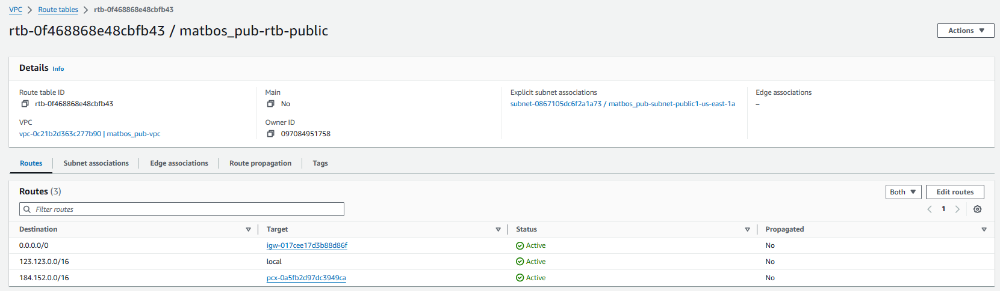 VPC > Route tables > rtb-0f468868e48cbfb43
rtb-0f468868e48cbfb43 / matbos_pub-rtb-public
Actions
Details Info
Route table ID
rtb-0f468868e48cbfb43
Main
No
Explicit subnet associations
subnet-0867105dc6f2a1a73 / matbos_pub-subnet-public1-us-east-1a
Edge associations
–
VPC
vpc-0c21b2d363c277b90 | matbos_pub-vpc
Owner ID
097084951758
Routes Subnet associations Edge associations Route propagation Tags
Routes (3)
Both Edit routes
Filter routes
1
Destination Target Status Propagated
0.0.0.0/0 igw-017cee17d3b88d86f Active No
123.123.0.0/16 local Active No
184.152.0.0/16 pcx-0a5fb2d97dc3949ca Active No